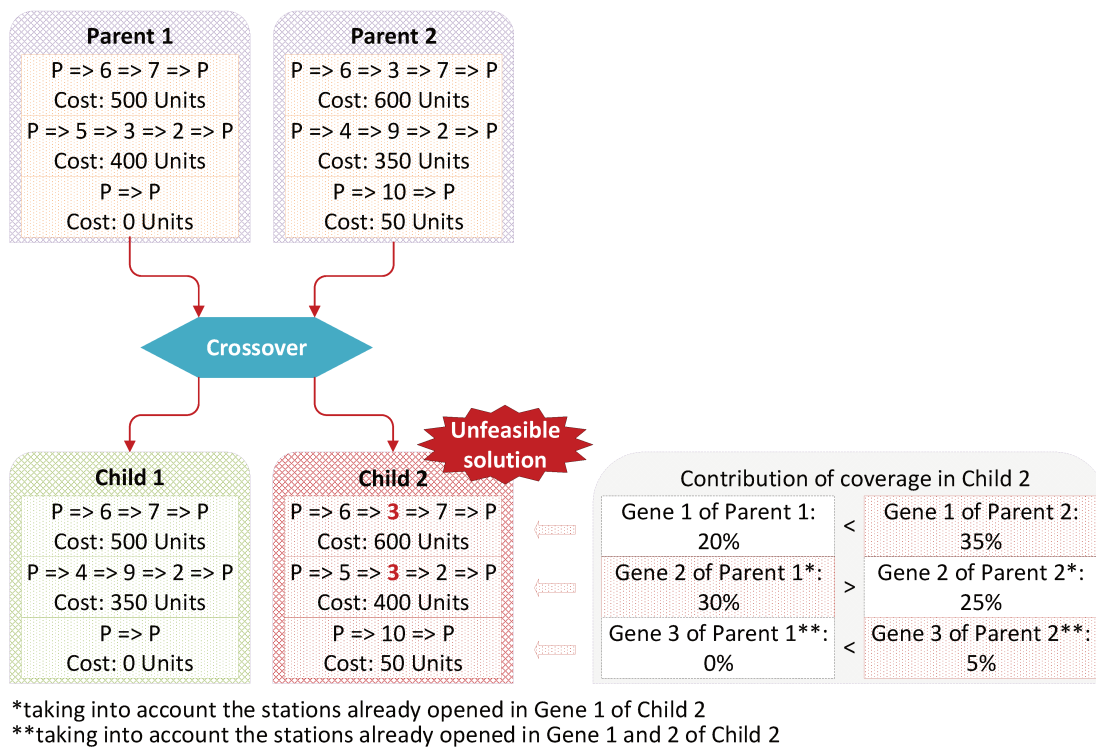 Parent 1
P => 6 => 7 => P
Cost: 500 Units
P => 5 => 3 => 2 => P
Cost: 400 Units
P => P
Cost: 0 Units
Parent 2
P => 6 => 3 => 7 => P
Cost: 600 Units
P => 4 => 9 => 2 => P
Cost: 350 Units
P => 10 => P
Cost: 50 Units
Crossover
Child 1
P => 6 => 7 => P
Cost: 500 Units
P => 4 => 9 => 2 => P
Cost: 350 Units
P => P
Cost: 0 Units
Unfeasible
solution
Child 2
P => 6 => 3 => 7 => P
Cost: 600 Units
P => 5 => 3 => 2 => P
Cost: 400 Units
P => 10 => P
Cost: 50 Units
Contribution of coverage in Child 2
Gene 1 of Parent 1:
20%
<
Gene 1 of Parent 2:
35%
Gene 2 of Parent 1*:
30%
>
Gene 2 of Parent 2*:
25%
Gene 3 of Parent 1**:
0%
<
Gene 3 of Parent 2**:
5%
*taking into account the stations already opened in Gene 1 of Child 2
**taking into account the stations already opened in Gene 1 and 2 of Child 2